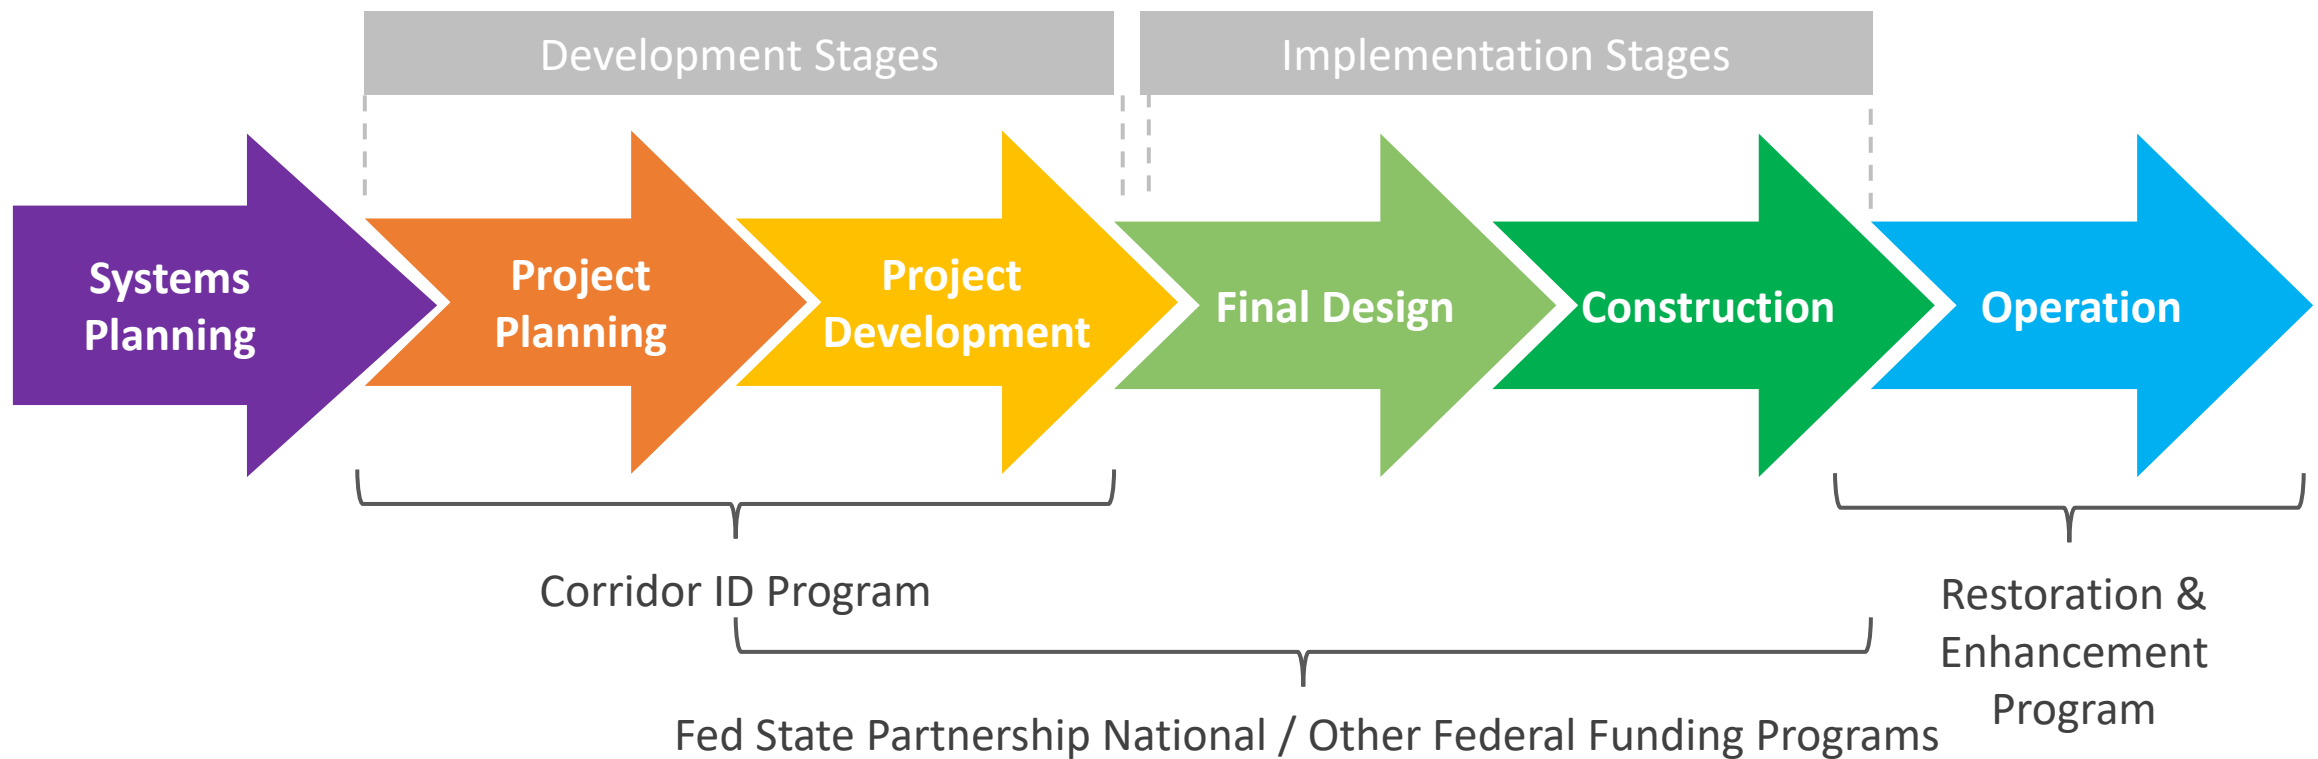 Development Stages
Implementation Stages
Systems
Planning
Project
Planning
Project
Development
Final Design
Construction
Operation
Corridor ID Program
Restoration &
Enhancement
Program
Fed State Partnership National / Other Federal Funding Programs